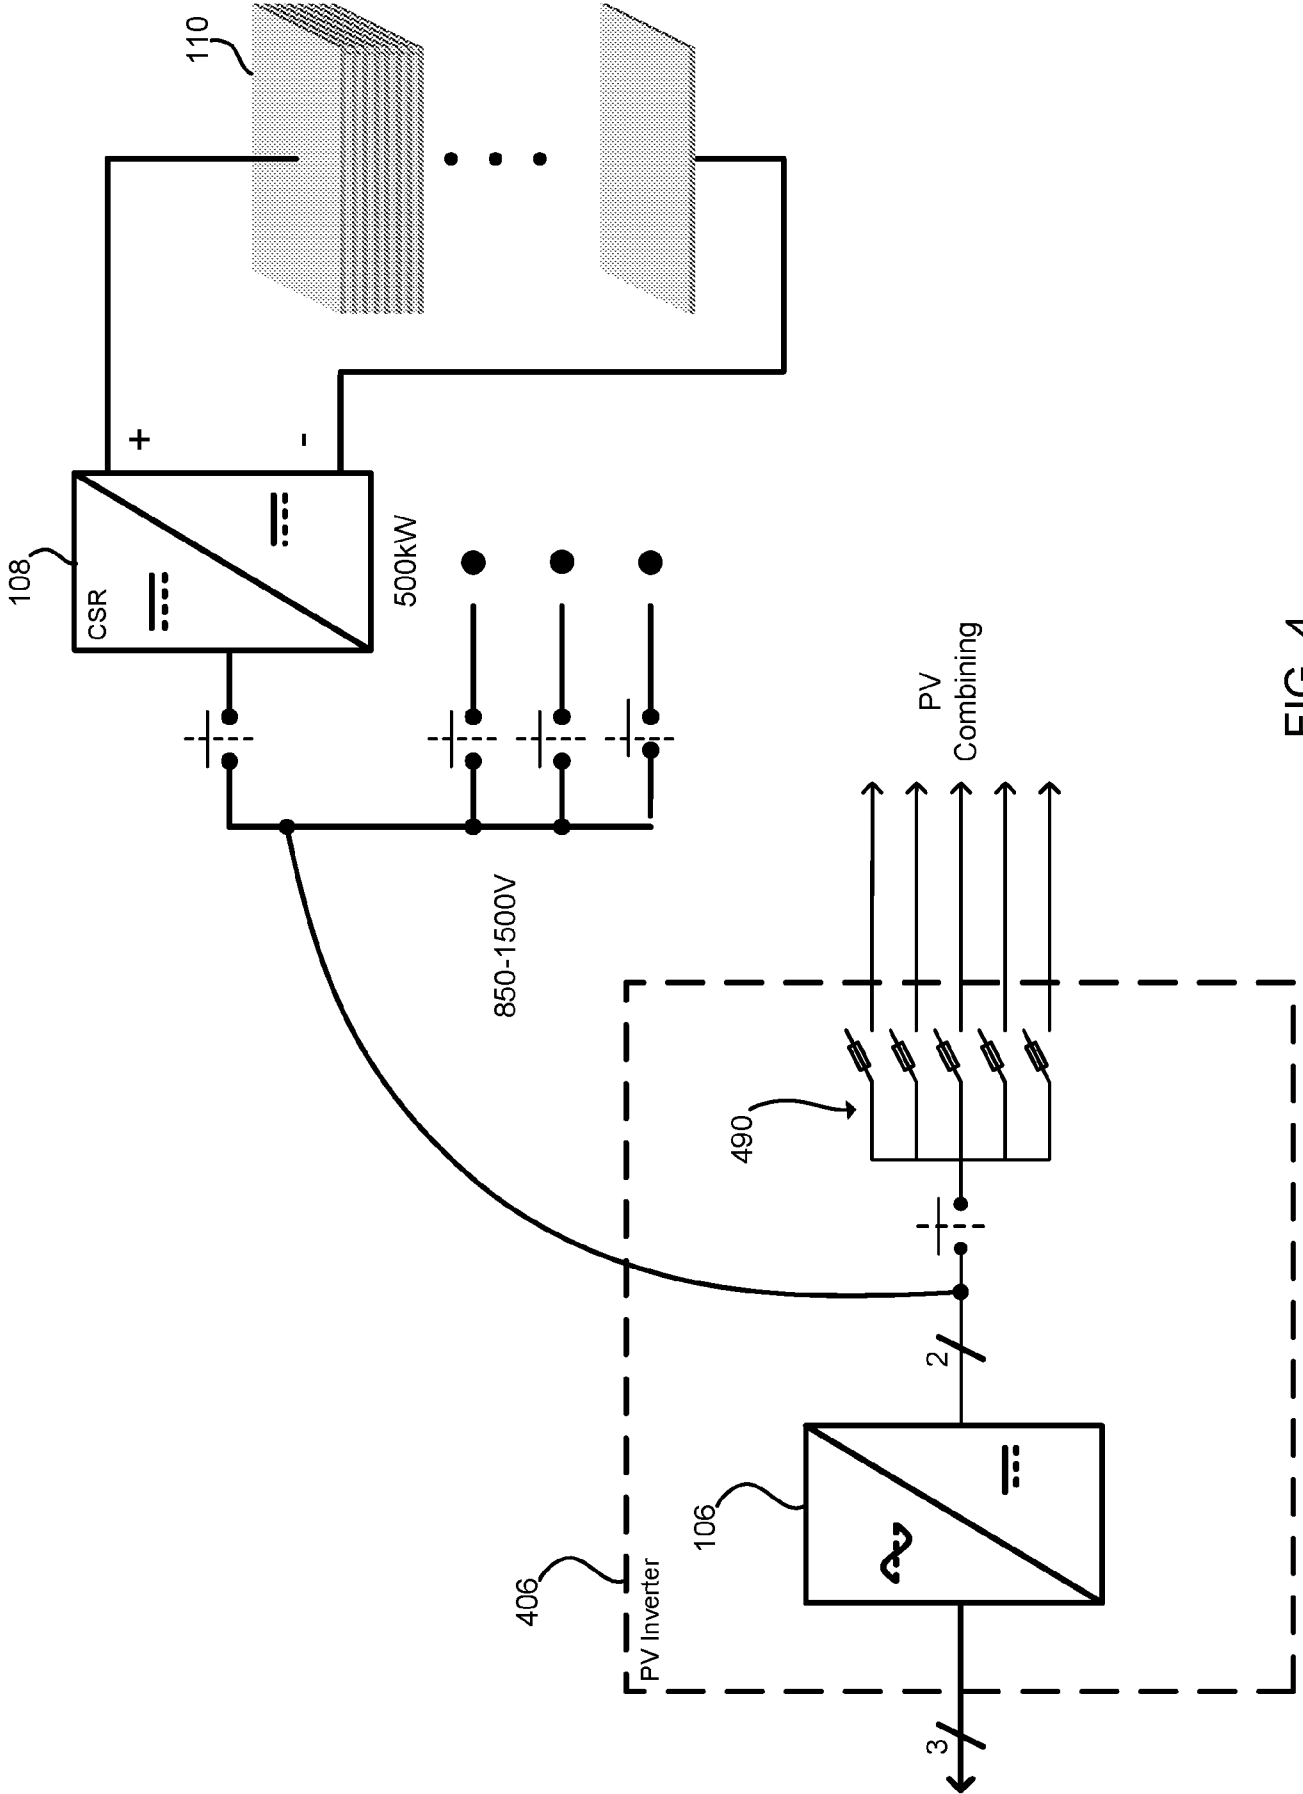 110
+
-
108
CSR
500kW
850-1500V
PV
Combining
490
2
106
406
PV Inverter
3
FIG. 4